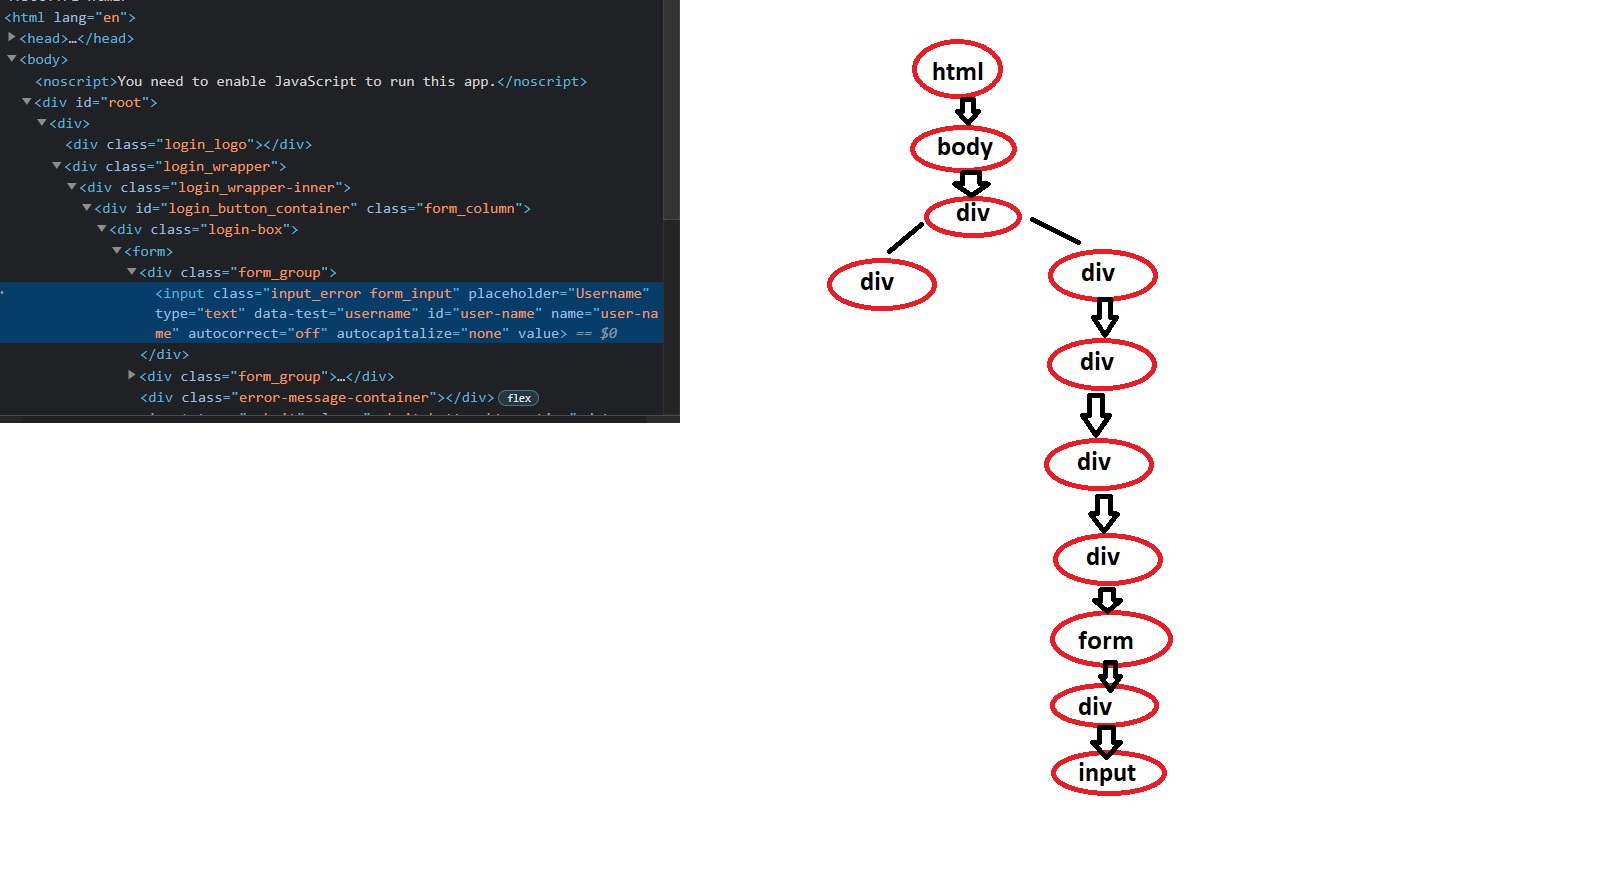 <html lang="en">
<head>…</head>
<body>
<noscript>You need to enable JavaScript to run this app.</noscript>
<div id="root">
<div>
<div class="login_logo"></div>
<div class="login_wrapper">
<div class="login_wrapper-inner">
<div id="login_button_container" class="form_column">
<div class="login-box">
<form>
<div class="form_group">
<input class="input_error form_input" placeholder="Username"
type="text" data-test="username" id="user-name" name="user-na
me" autocorrect="off" autocapitalize="none" value> == $0
</div>
<div class="form_group">…</div>
<div class="error-message-container"></div> flex
html
body
div
div
div
div
div
div
form
div
input